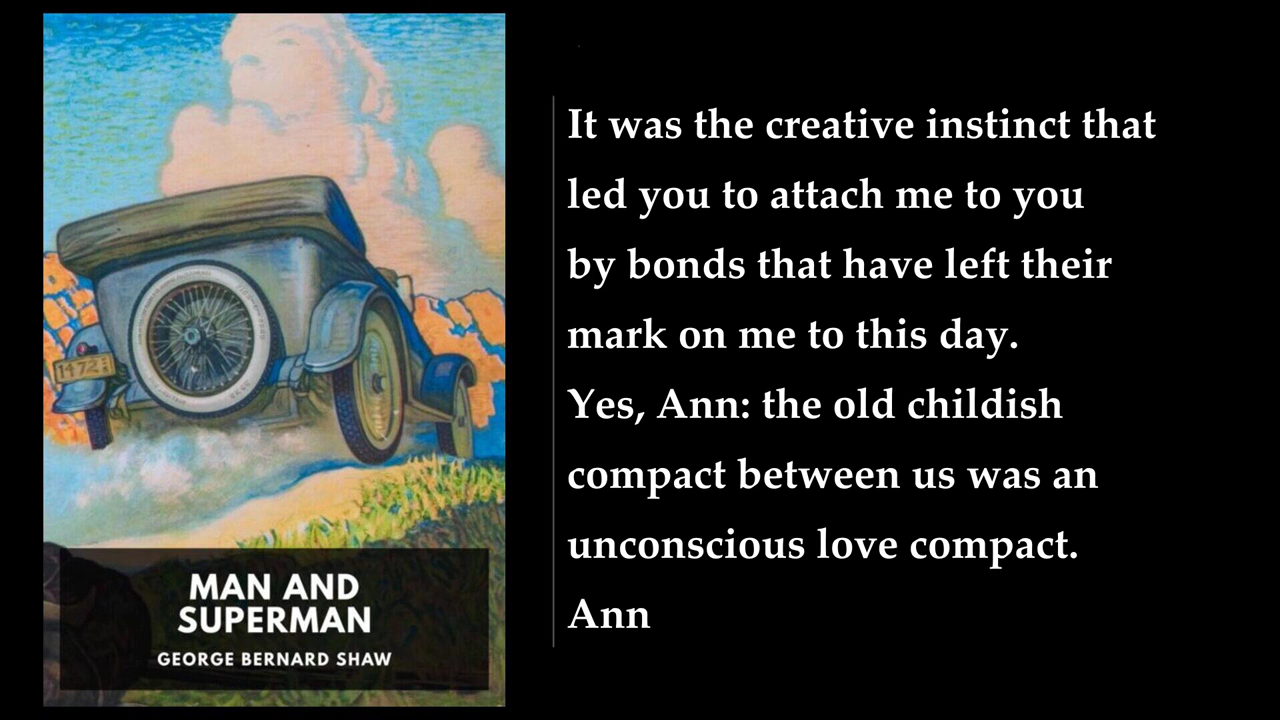 It was the creative instinct that
led you to attach me to you
by bonds that have left their
mark on me to this day.
Yes, Ann: the old childish
compact between us was an
unconscious love compact.
Ann
1472
MAN AND
SUPERMAN
GEORGE BERNARD SHAW